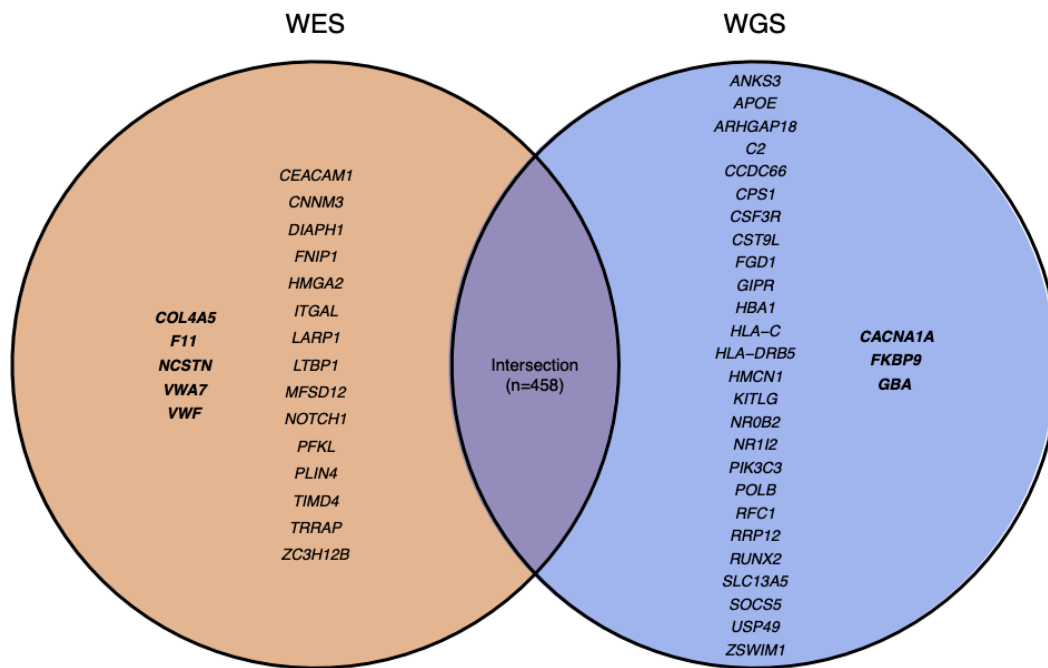 WES
WGS
COL4A5
F11
NCSTN
VWA7
VWF
CEACAM1
CNNM3
DIAPH1
FNIP1
HMGA2
ITGAL
LARP1
LTBP1
MFSD12
NOTCH1
PFKL
PLIN4
TIMD4
TRRAP
ZC3H12B
Intersection
(n=458)
ANKS3
APOE
ARHGAP18
C2
CCDC66
CPS1
CSF3R
CST9L
FGD1
GIPR
HBA1
HLA−C
HLA−DRB5
HMCN1
KITLG
NR0B2
NR1I2
PIK3C3
POLB
RFC1
RRP12
RUNX2
SLC13A5
SOCS5
USP49
ZSWIM1
CACNA1A
FKBP9
GBA